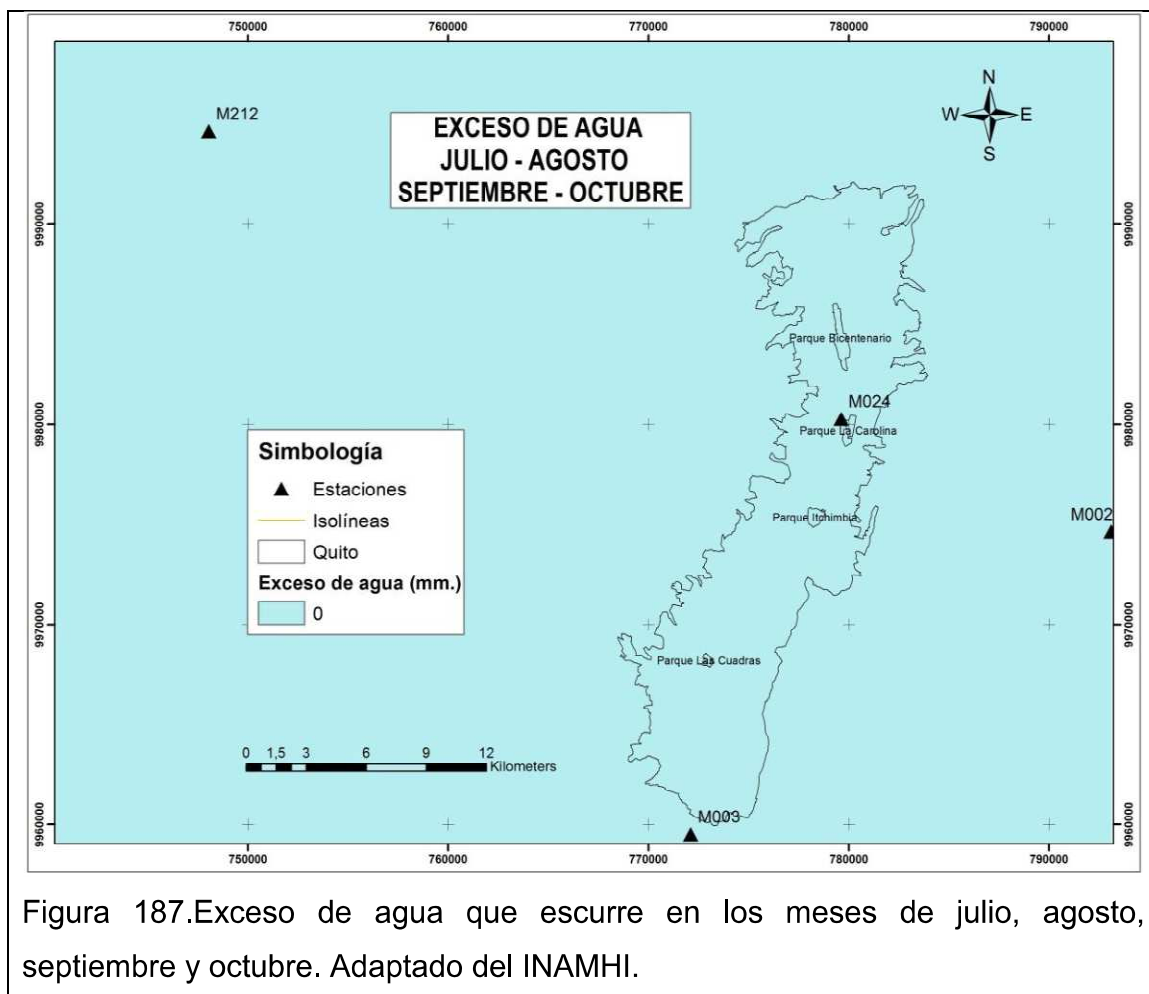 750000 760000 770000 780000 790000
M212
N
W E
S
EXCESO DE AGUA
JULIO - AGOSTO
SEPTIEMBRE - OCTUBRE
9990000 9990000
Parque Bicentenario
M024
9980000 9980000
Parque La Carolina
Simbología
Estaciones
Isolíneas
Quito
Exceso de agua (mm.)
0
Parque Itchimbia
M002
9970000 9970000
Parque Las Cuadras
0 1,5 3 6 9 12
Kilometers
M003
9960000 9960000
750000 760000 770000 780000 790000
Figura 187.Exceso de agua que escurre en los meses de julio, agosto,
septiembre y octubre. Adaptado del INAMHI.